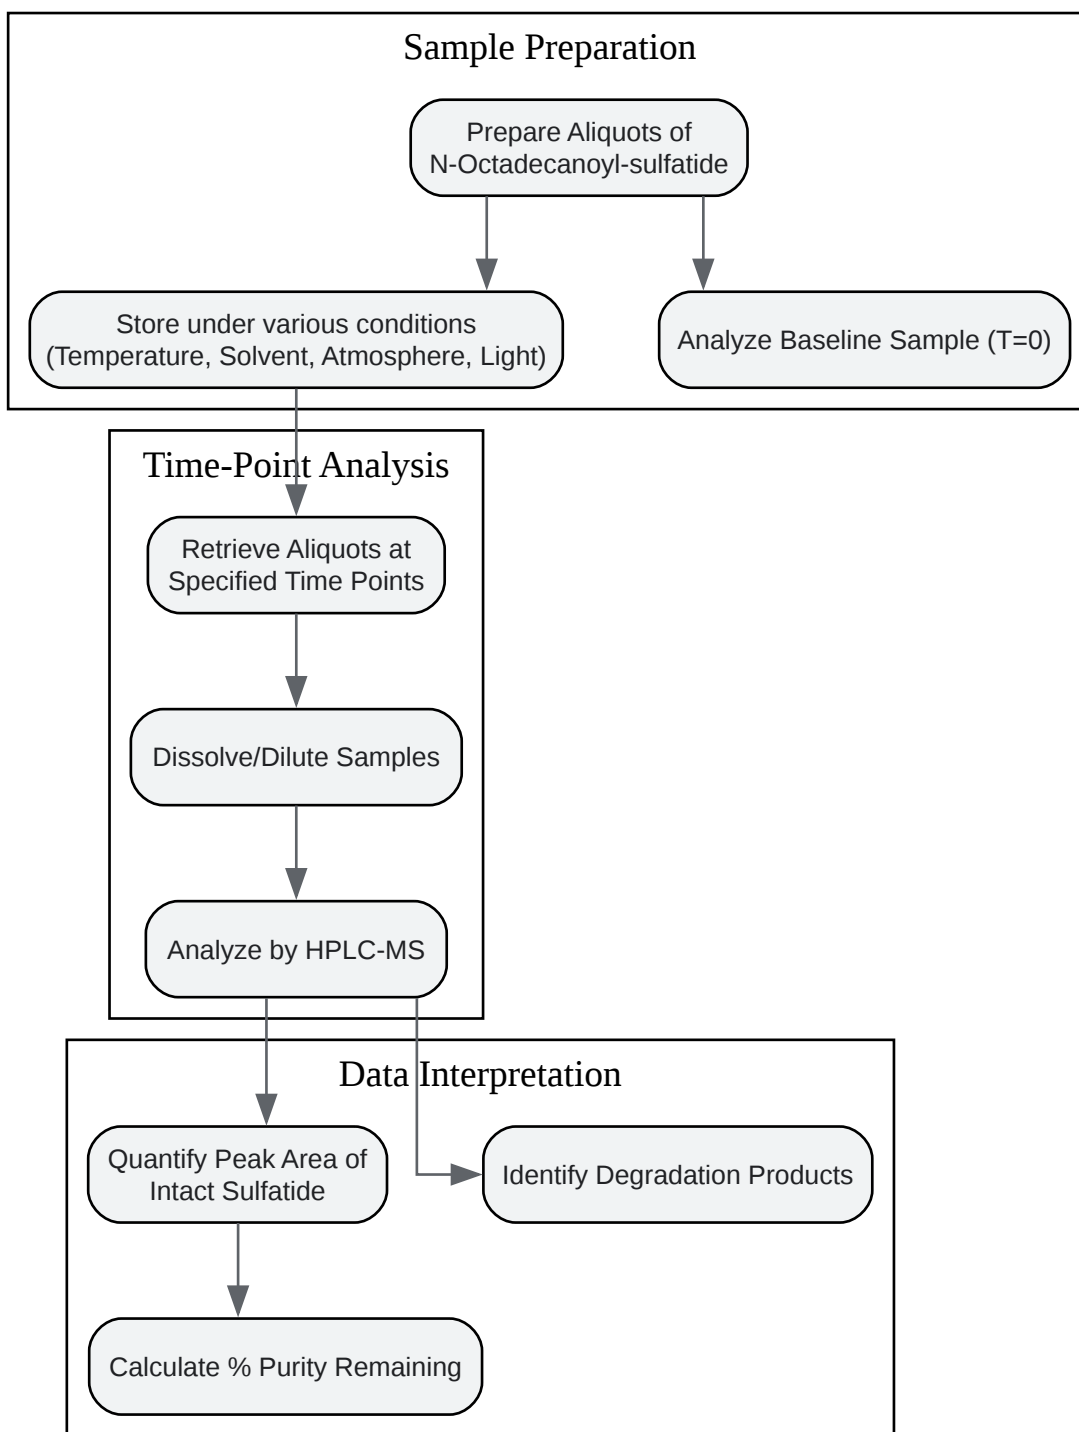 Sample Preparation
Prepare Aliquots of
N-Octadecanoyl-sulfatide
Store under various conditions
(Temperature, Solvent, Atmosphere, Light)
Analyze Baseline Sample (T=0)
Time-Point Analysis
Retrieve Aliquots at
Specified Time Points
Dissolve/Dilute Samples
Analyze by HPLC-MS
Data Interpretation
Quantify Peak Area of
Intact Sulfatide
Identify Degradation Products
Calculate % Purity Remaining